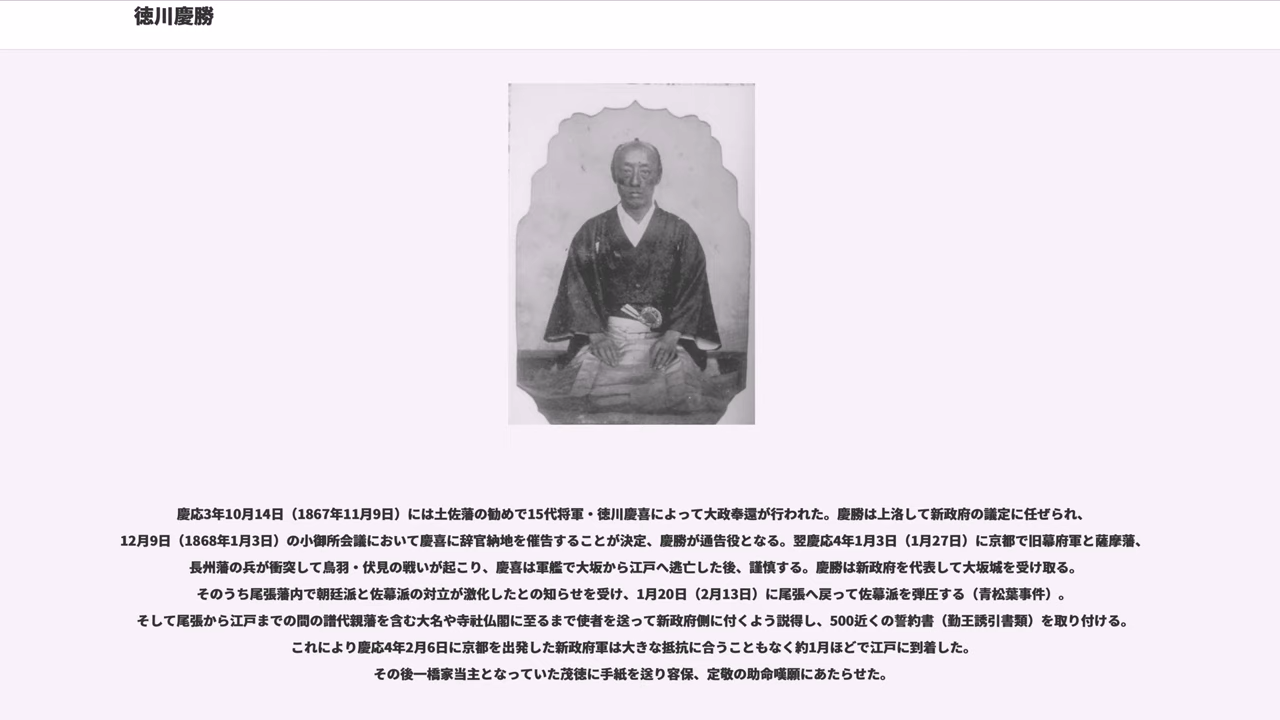 徳川慶勝
慶応3年10月14日（1867年11月9日）には土佐藩の勧めで15代将軍・徳川慶喜によって大政奉還が行われた。慶勝は上洛して新政府の議定に任ぜられ、
12月9日（1868年1月3日）の小御所会議において慶喜に辞官納地を催告することが決定、慶勝が通告役となる。翌慶応4年1月3日（1月27日）に京都で旧幕府軍と薩摩藩、
長州藩の兵が衝突して鳥羽・伏見の戦いが起こり、慶喜は軍艦で大坂から江戸へ逃亡した後、謹慎する。慶勝は新政府を代表して大坂城を受け取る。
そのうち尾張藩内で朝廷派と佐幕派の対立が激化したとの知らせを受け、1月20日（2月13日）に尾張へ戻って佐幕派を弾圧する（青松葉事件）。
そして尾張から江戸までの間の譜代親藩を含む大名や寺社仏閣に至るまで使者を送って新政府側に付くよう説得し、500近くの誓約書（勤王誘引書類）を取り付ける。
これにより慶応4年2月6日に京都を出発した新政府軍は大きな抵抗に合うこともなく約1月ほどで江戸に到着した。
その後一橋家当主となっていた茂徳に手紙を送り容保、定敬の助命嘆願にあたらせた。